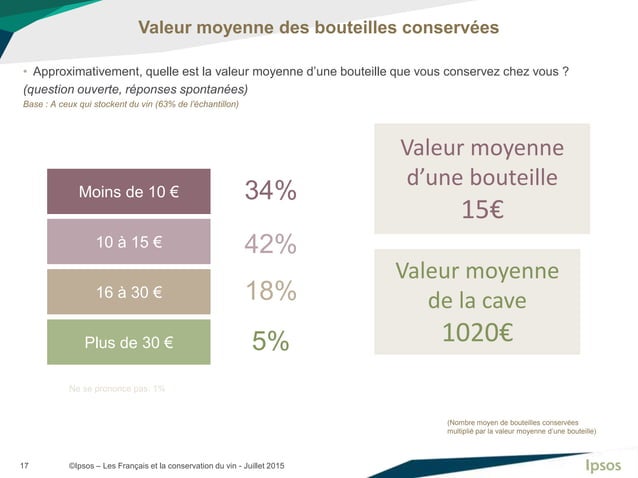 Valeur moyenne des bouteilles conservées
• Approximativement, quelle est la valeur moyenne d’une bouteille que vous conservez chez vous ?
(question ouverte, réponses spontanées)
Base : A ceux qui stockent du vin (63% de l’échantillon)
Moins de 10 € 34%
10 à 15 € 42%
16 à 30 € 18%
Plus de 30 € 5%
Ne se prononce pas: 1%
Valeur moyenne
d’une bouteille
15€
Valeur moyenne
de la cave
1020€
(Nombre moyen de bouteilles conservées
multiplié par la valeur moyenne d’une bouteille)
17 ©Ipsos – Les Français et la conservation du vin - Juillet 2015
Ipsos